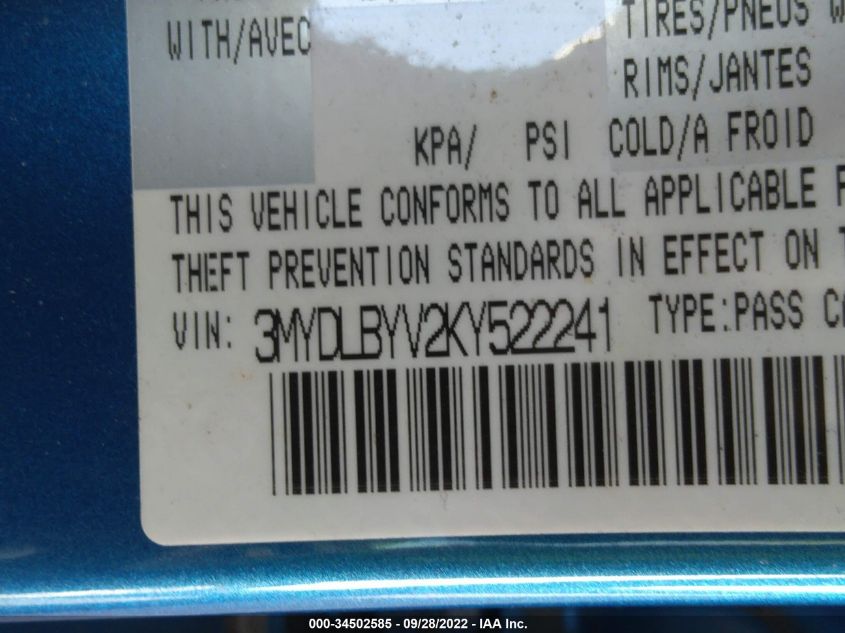 WITH/AVEC
TIRES/PNEUS
RIMS/JANTES
KPA/ PSI COLD/A FROID
THIS VEHICLE CONFORMS TO ALL APPLICABLE
THEFT PREVENTION STANDARDS IN EFFECT ON
VIN: 3MYDLBYV2KY522241 TYPE:PASS
000-34502585 - 09/28/2022 - IAA Inc.